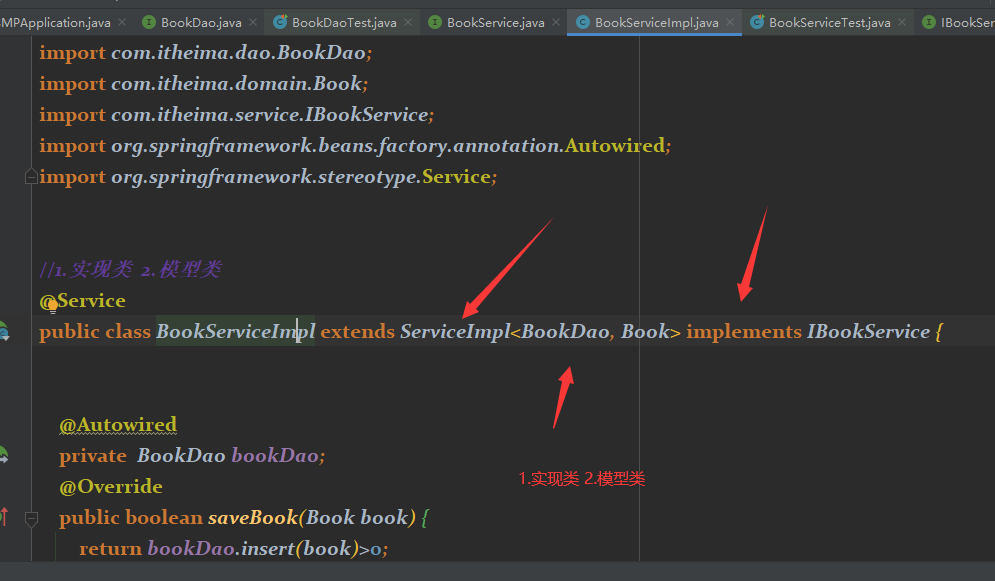 MPApplication.java BookDao.java BookDaoTest.java BookService.java BookServiceImpl.java BookServiceTest.java IBookSer
import com.itheima.dao.BookDao;
import com.itheima.domain.Book;
import com.itheima.service.IBookService;
import org.springframework.beans.factory.annotation.Autowired;
import org.springframework.stereotype.Service;
//1.实现类 2.模型类
@Service
public class BookServiceImpl extends ServiceImpl<BookDao, Book> implements IBookService {
@Autowired
private BookDao bookDao;
1.实现类 2.模型类
@Override
public boolean saveBook(Book book) {
return bookDao.insert(book)>0;